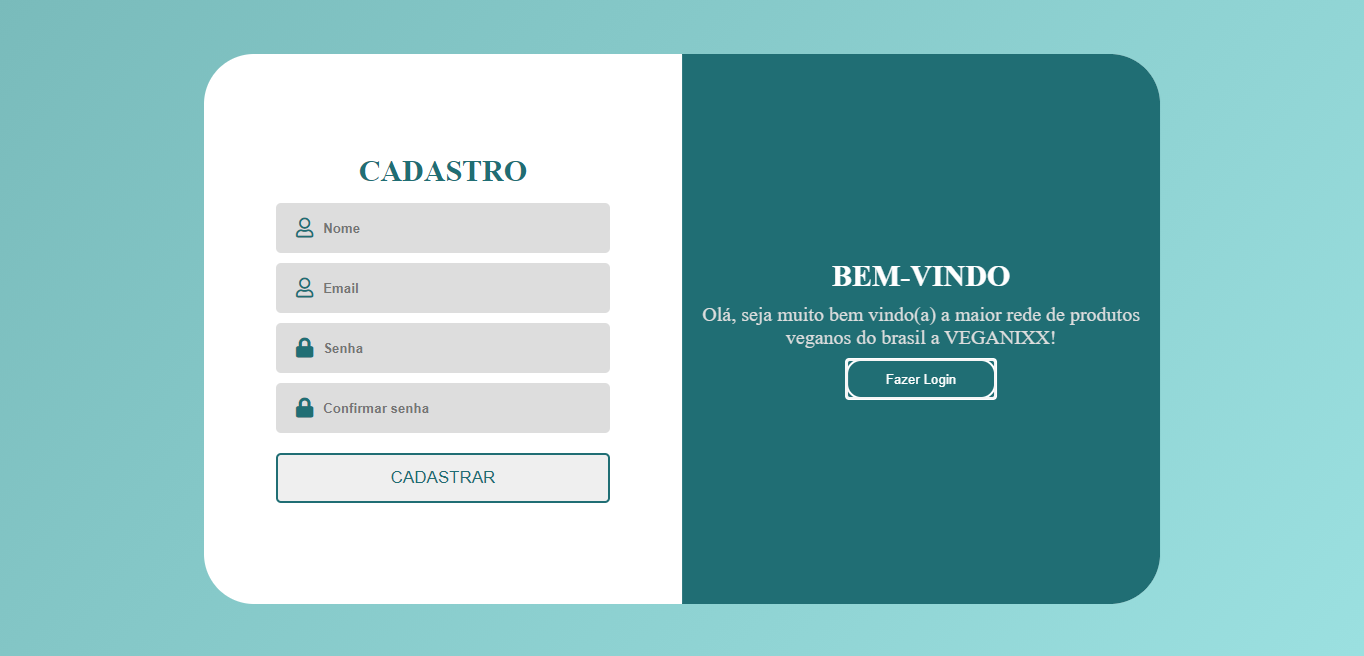 CADASTRO
Nome
Email
Senha
Confirmar senha
CADASTRAR
BEM-VINDO
Olá, seja muito bem vindo(a) a maior rede de produtos
veganos do brasil a VEGANIXX!
Fazer Login